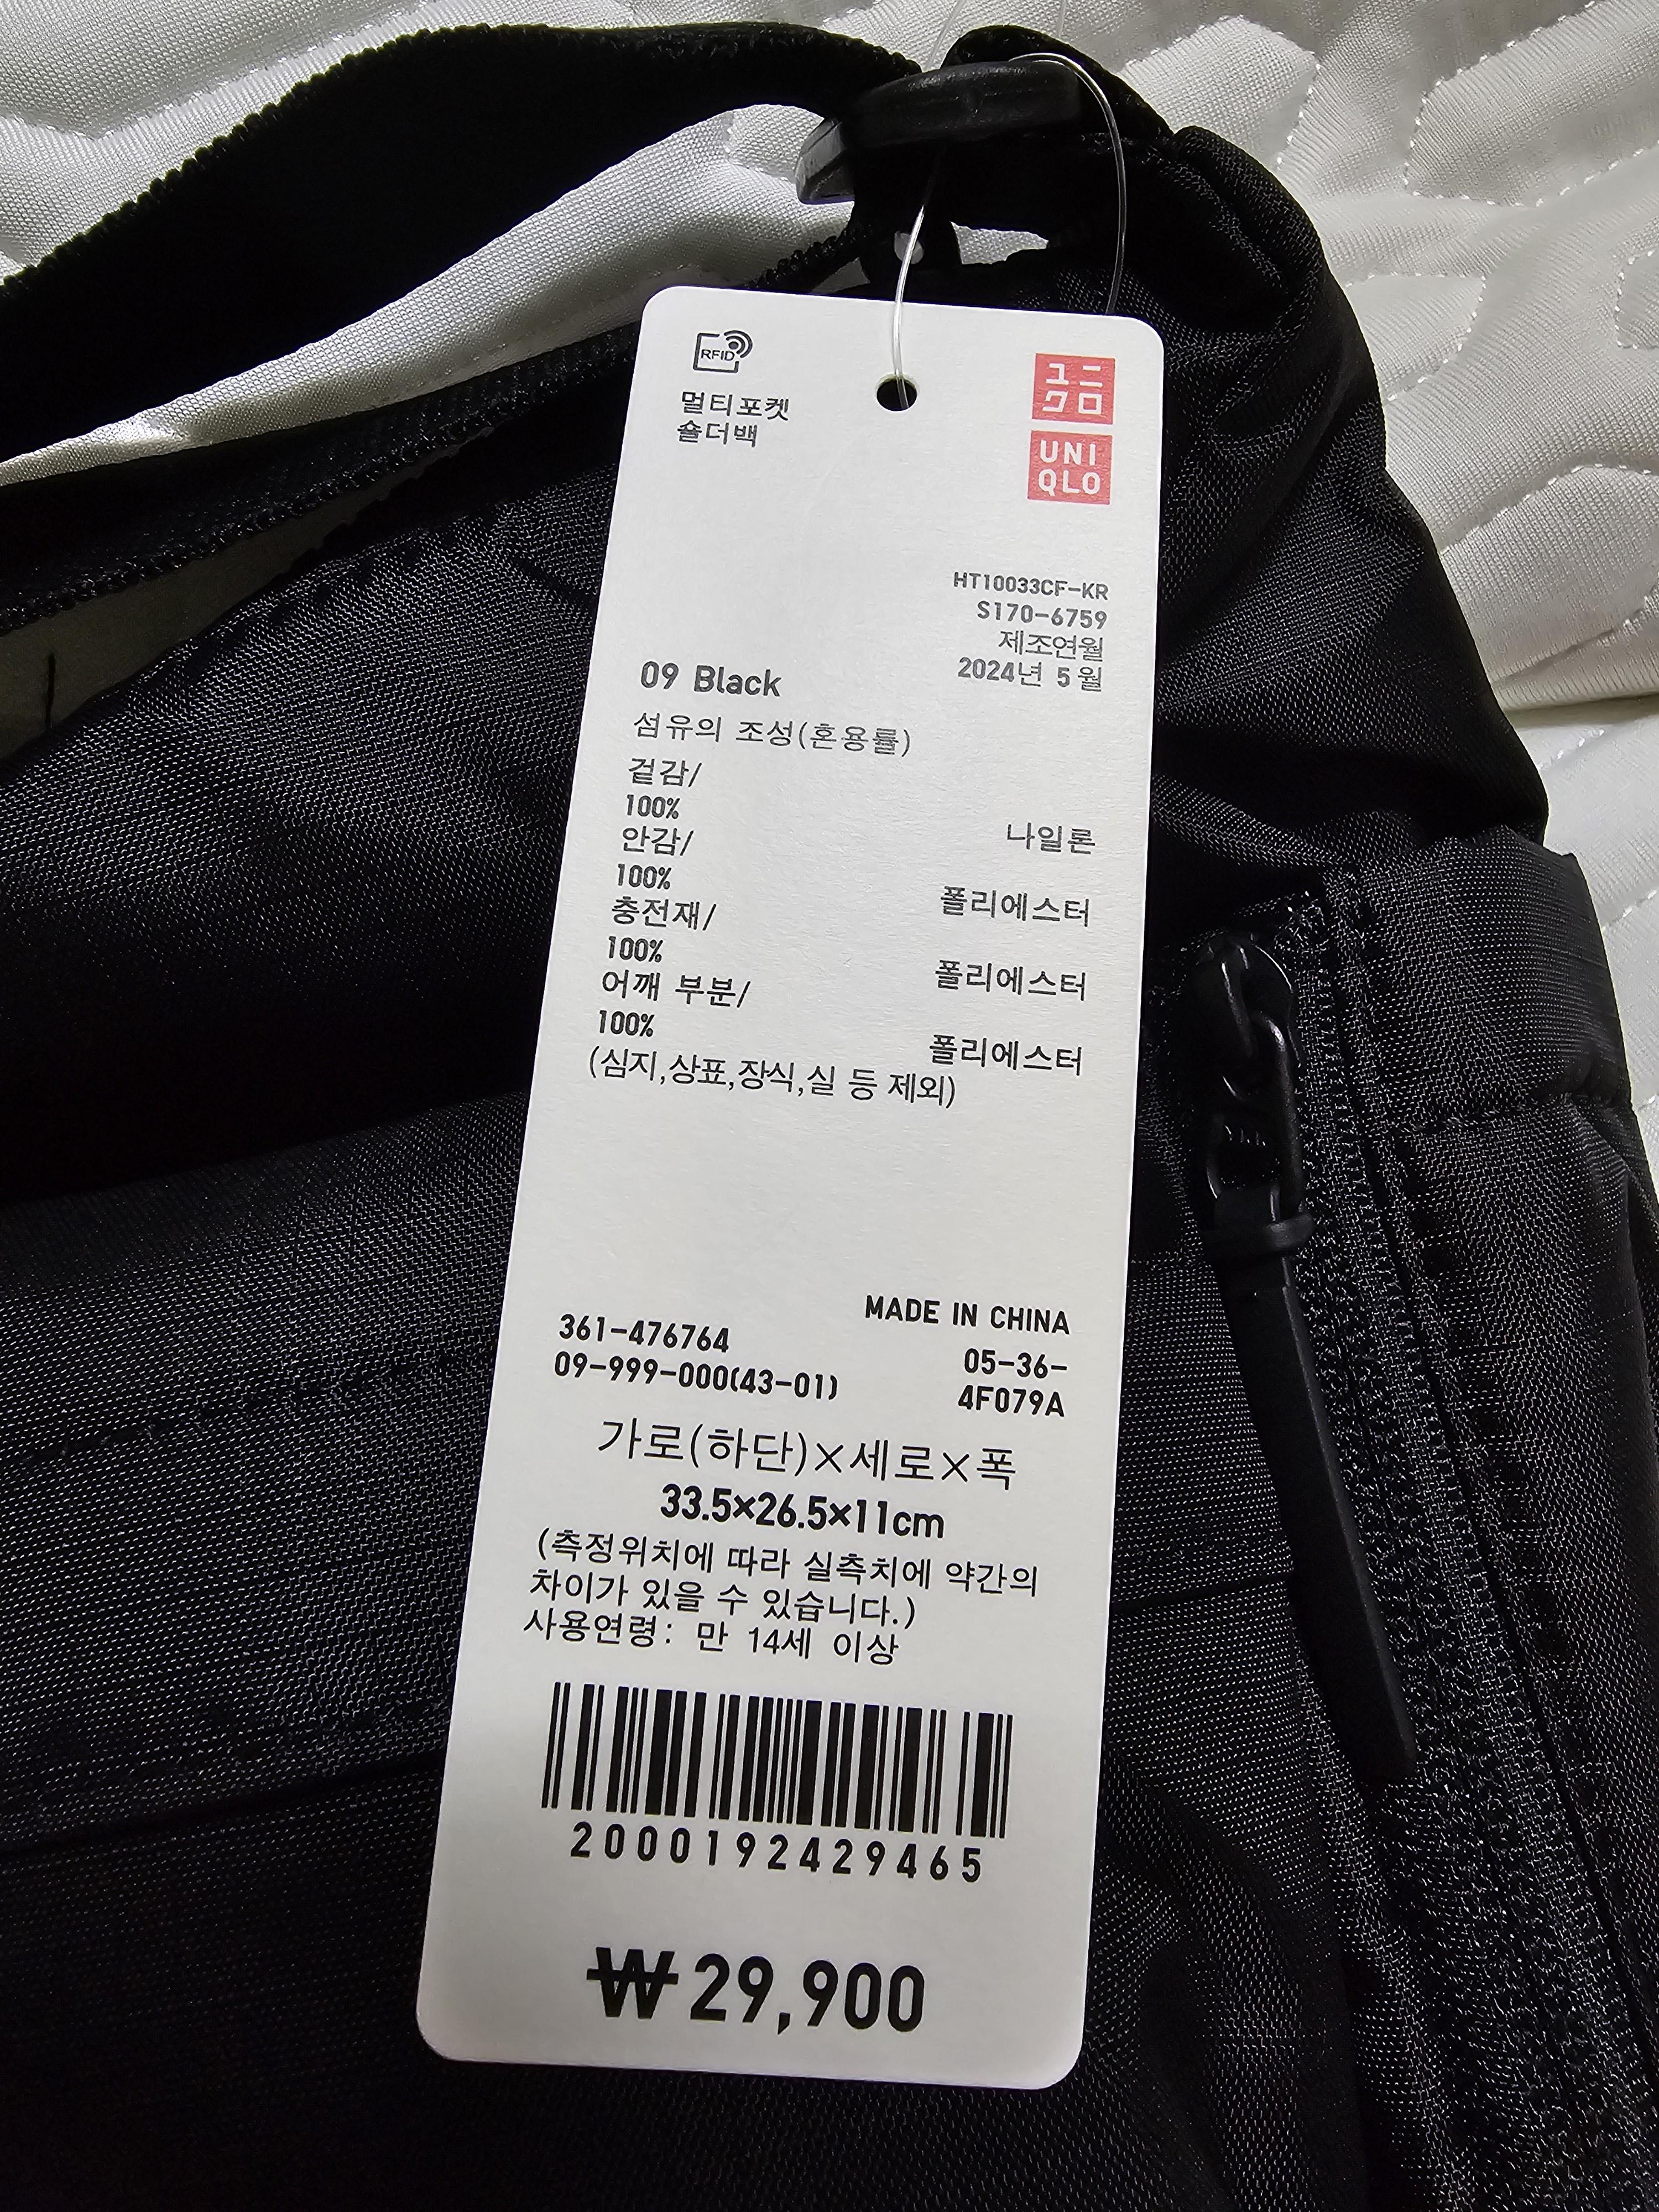 RFID
멀티포켓
숄더백
ユニ
クロ
UNI
QLO
HT10033CF-KR
S170-6759
제조연월
2024년 5월
09 Black
섬유의 조성(혼용률)
겉감/
100% 나일론
안감/
100% 폴리에스터
충전재/
100% 폴리에스터
어깨 부분/
100% 폴리에스터
(심지,상표,장식,실 등 제외)
MADE IN CHINA
361-476764 05-36-
09-999-000(43-01) 4F079A
가로(하단)×세로×폭
33.5×26.5×11cm
(측정위치에 따라 실측치에 약간의
차이가 있을 수 있습니다.)
사용연령: 만 14세 이상
2000192429465
₩29,900